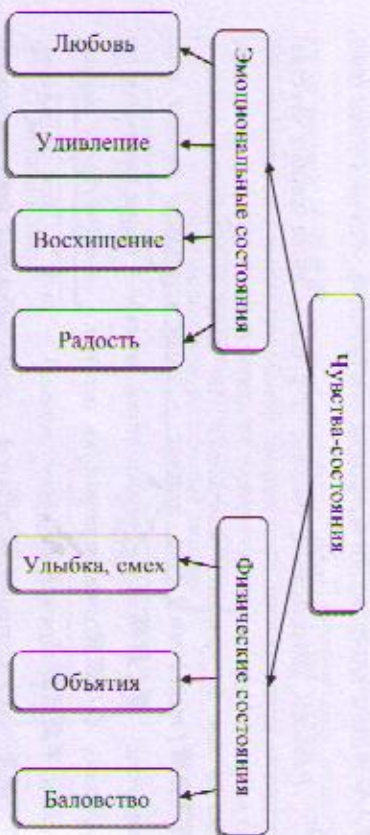 Чувства-состояния
Эмоциональные состояния
Любовь
Удивление
Восхищение
Радость
Физические состояния
Улыбка, смех
Объятия
Баловство